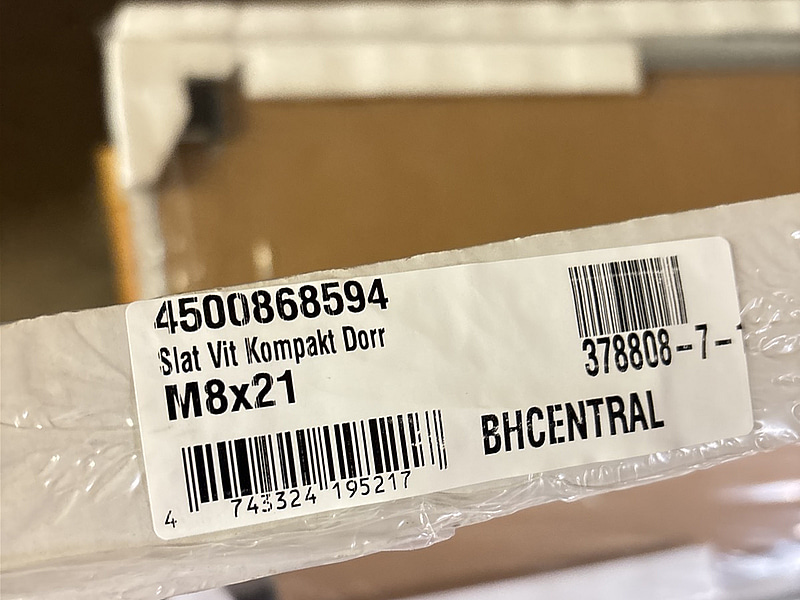 4500868594
Slat Vit Kompakt Dorr
M8x21
4 743324 195217
378808-7-
BHCENTRAL